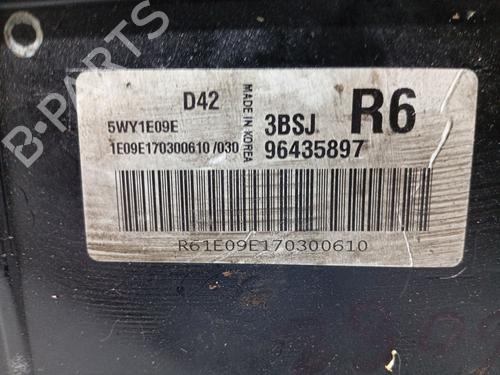 B-PARTS
D42
MADE IN KOREA
5WY1E09E
3BSJ R6
1E09E170300610 /030
96435897
R61E09E170300610